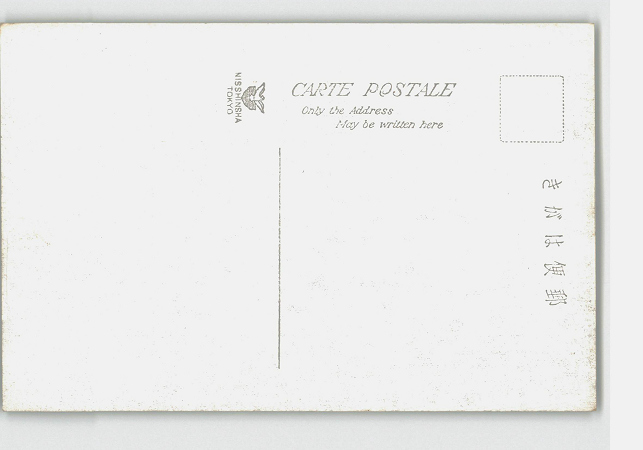 NISSHINSHA
TOKYO
CARTE POSTALE
Only the Address
May be written here
郵便はがき